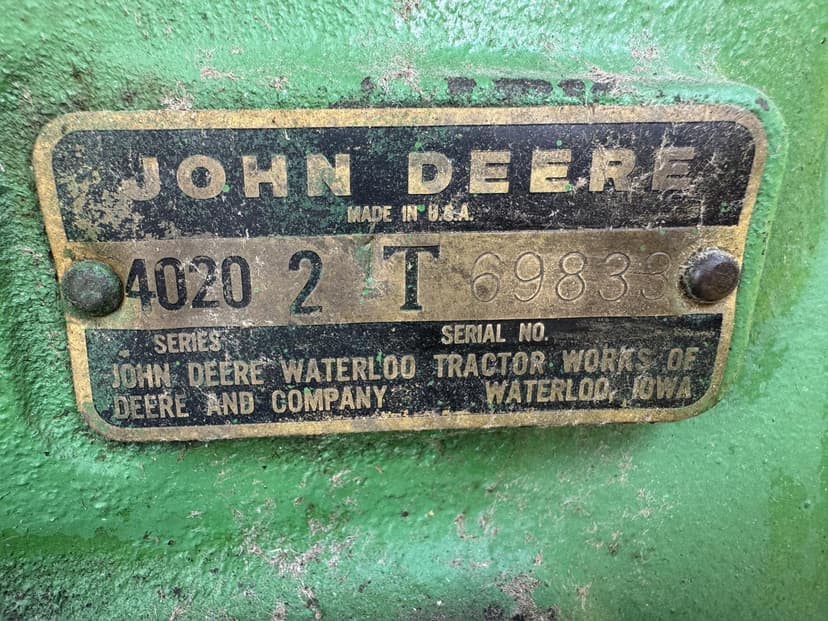 JOHN DEERE
MADE IN U.S.A.
4020 2 1T 69833
SERIES SERIAL NO.
JOHN DEERE WATERLOO TRACTOR WORKS OF
DEERE AND COMPANY WATERLOO, IOWA